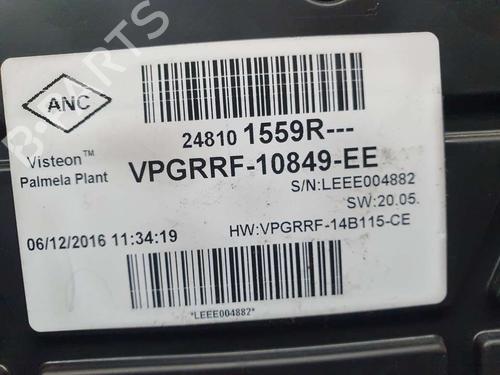 B-PARTS
ANC
24810 1559R---
VPGRRF-10849-EE
Visteon™
Palmela Plant
S/N:LEEE004882
SW:20.05.
06/12/2016 11:34:19
HW:VPGRRF-14B115-CE
*LEEE004882*